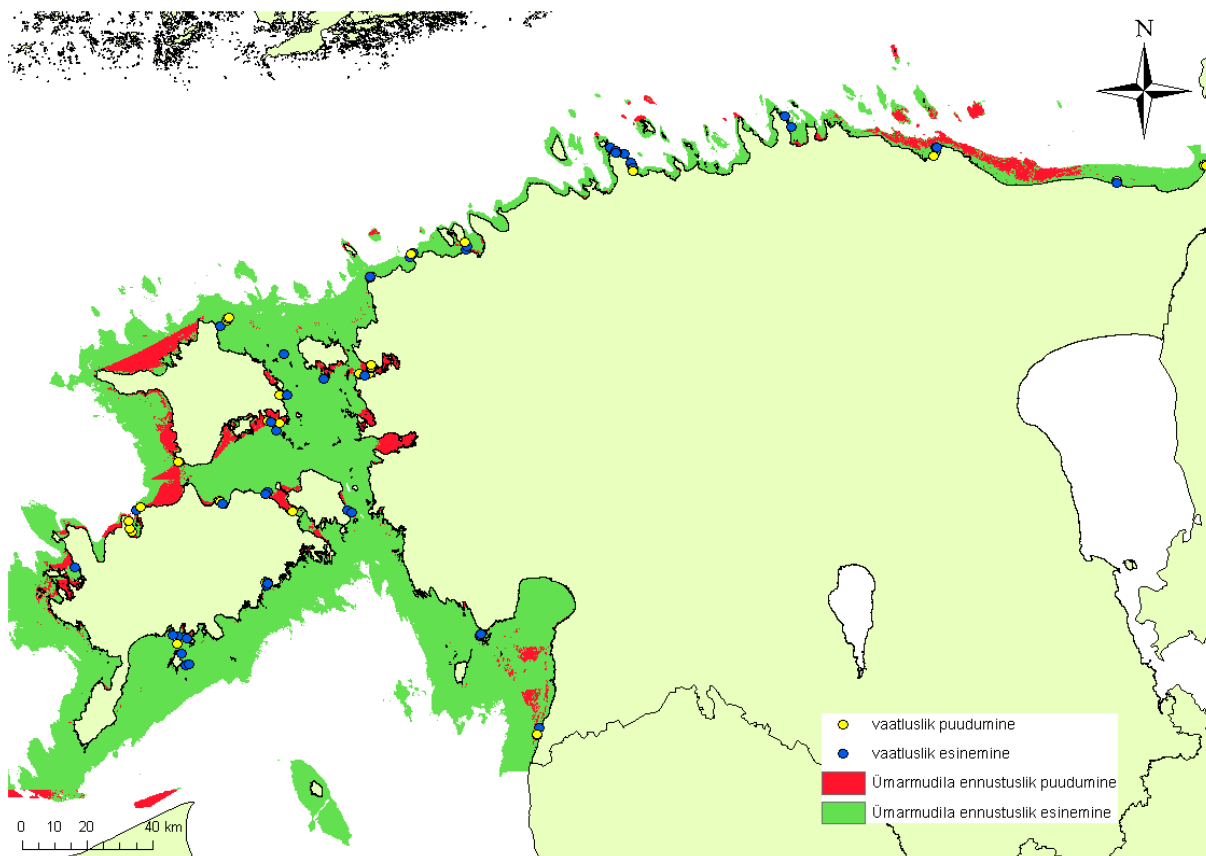 N
vaatluslik puudumine
vaatluslik esinemine
Ümarmudila ennustuslik puudumine
Ümarmudila ennustuslik esinemine
0 10 20 40 km